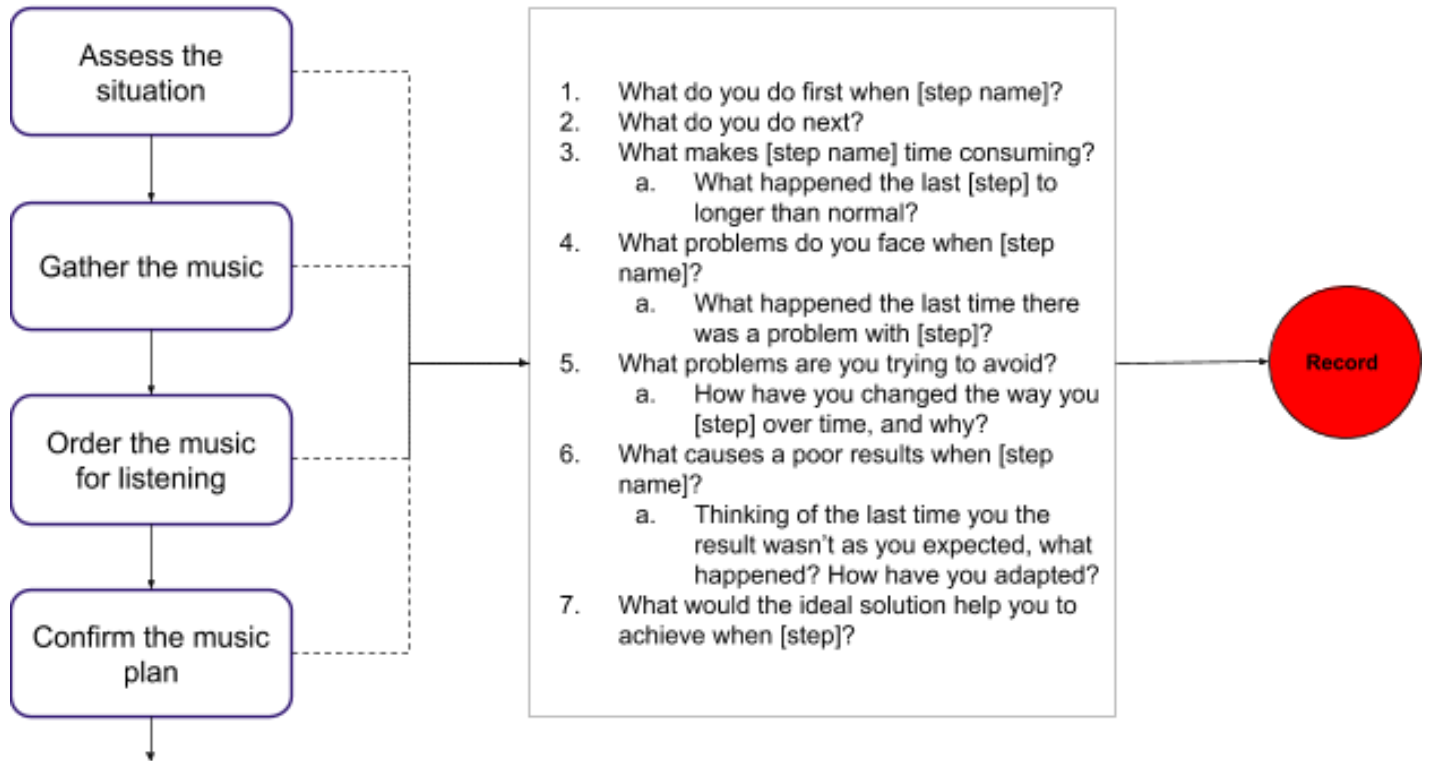 Assess the
situation
Gather the music
Order the music
for listening
Confirm the music
plan
1. What do you do first when [step name]?
2. What do you do next?
3. What makes [step name] time consuming?
a. What happened the last [step] to
longer than normal?
4. What problems do you face when [step
name]?
a. What happened the last time there
was a problem with [step]?
5. What problems are you trying to avoid?
a. How have you changed the way you
[step] over time, and why?
6. What causes a poor results when [step
name]?
a. Thinking of the last time you the
result wasn't as you expected, what
happened? How have you adapted?
7. What would the ideal solution help you to
achieve when [step]?
Record